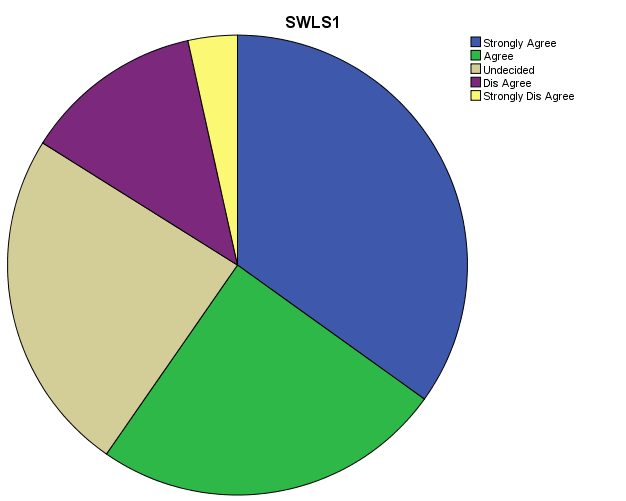 SWLS1
Strongly Agree
Agree
Undecided
Dis Agree
Strongly Dis Agree